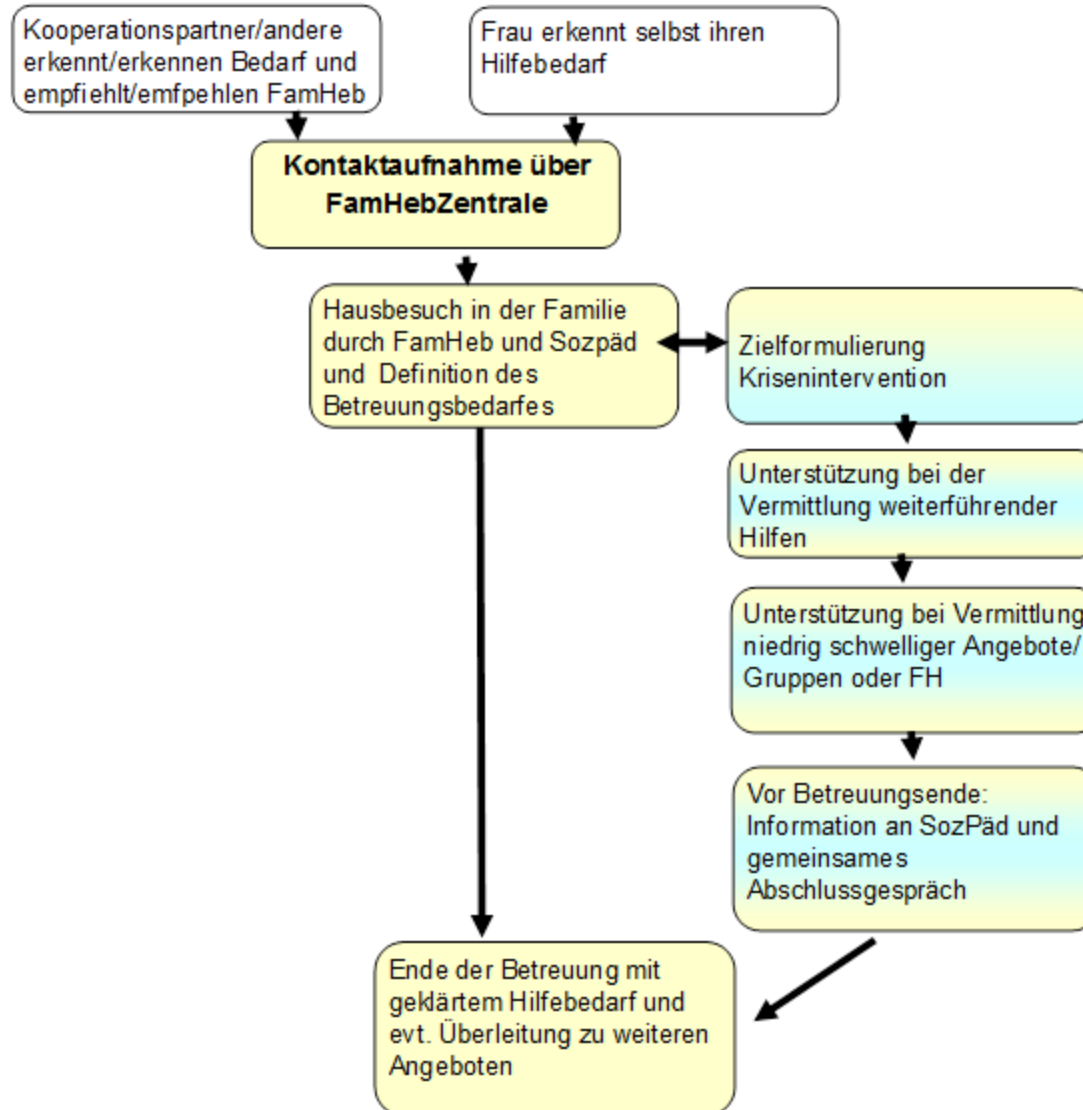 Kooperationspartner/andere
erkennt/erkennen Bedarf und
empfiehlt/emfpehlen FamHeb
Frau erkennt selbst ihren
Hilfebedarf
Kontaktaufnahme über
FamHebZentrale
Hausbesuch in der Familie
durch FamHeb und Sozpäd
und Definition des
Betreuungsbedarfes
Zielformulierung
Krisenintervention
Unterstützung bei der
Vermittlung weiterführender
Hilfen
Unterstützung bei Vermittlung
niedrig schwelliger Angebote/
Gruppen oder FH
Vor Betreuungsende:
Information an SozPäd und
gemeinsames
Abschlussgespräch
Ende der Betreuung mit
geklärtem Hilfebedarf und
evt. Überleitung zu weiteren
Angeboten